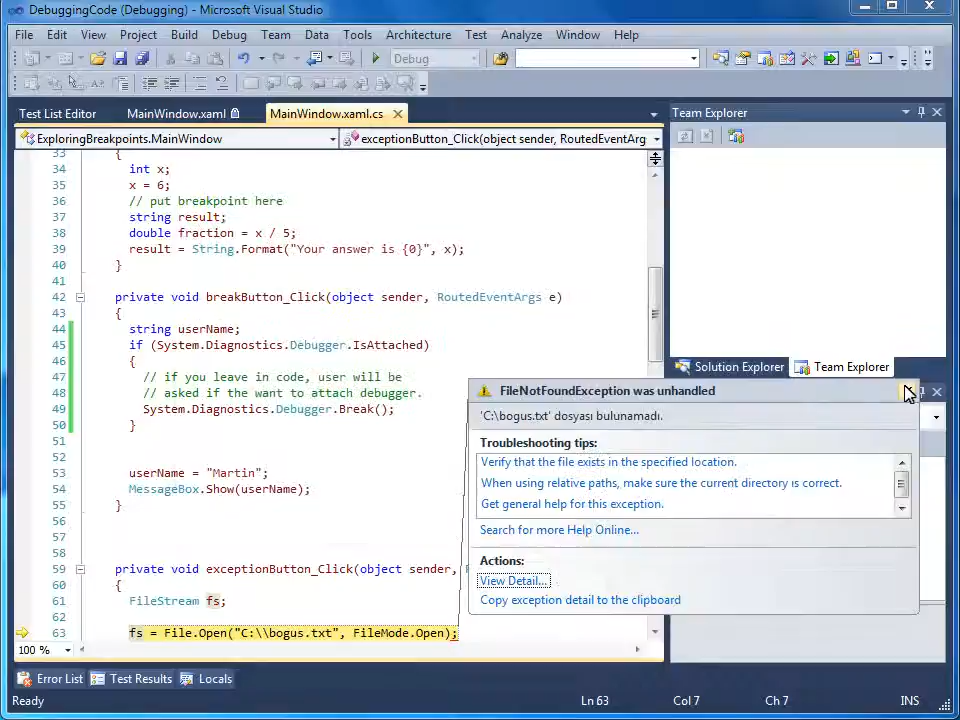 DebuggingCode (Debugging) - Microsoft Visual Studio
File Edit View Project Build Debug Team Data Tools Architecture Test Analyze Window Help
Debug
Test List Editor MainWindow.xaml MainWindow.xaml.cs
Team Explorer
ExploringBreakpoints.MainWindow exceptionButton_Click(object sender, RoutedEventArg
33 {
34 int x;
35 x = 6;
36 // put breakpoint here
37 string result;
38 double fraction = x / 5;
39 result = String.Format("Your answer is {0}", x);
40 }
41
42 private void breakButton_Click(object sender, RoutedEventArgs e)
43 {
44 string userName;
45 if (System.Diagnostics.Debugger.IsAttached)
46 {
47 // if you leave in code, user will be
48 // asked if the want to attach debugger.
49 System.Diagnostics.Debugger.Break();
50 }
51
52
53 userName = "Martin";
54 MessageBox.Show(userName);
55 }
56
57
58
59 private void exceptionButton_Click(object sender,
60 {
61 FileStream fs;
62
63 fs = File.Open("C:\\bogus.txt", FileMode.Open);
100 %
Solution Explorer Team Explorer
FileNotFoundException was unhandled
'C:\bogus.txt' dosyası bulunamadı.
Troubleshooting tips:
Verify that the file exists in the specified location.
When using relative paths, make sure the current directory is correct.
Get general help for this exception.
Search for more Help Online...
Actions:
View Detail...
Copy exception detail to the clipboard
Error List Test Results Locals
Ready Ln 63 Col 7 Ch 7 INS